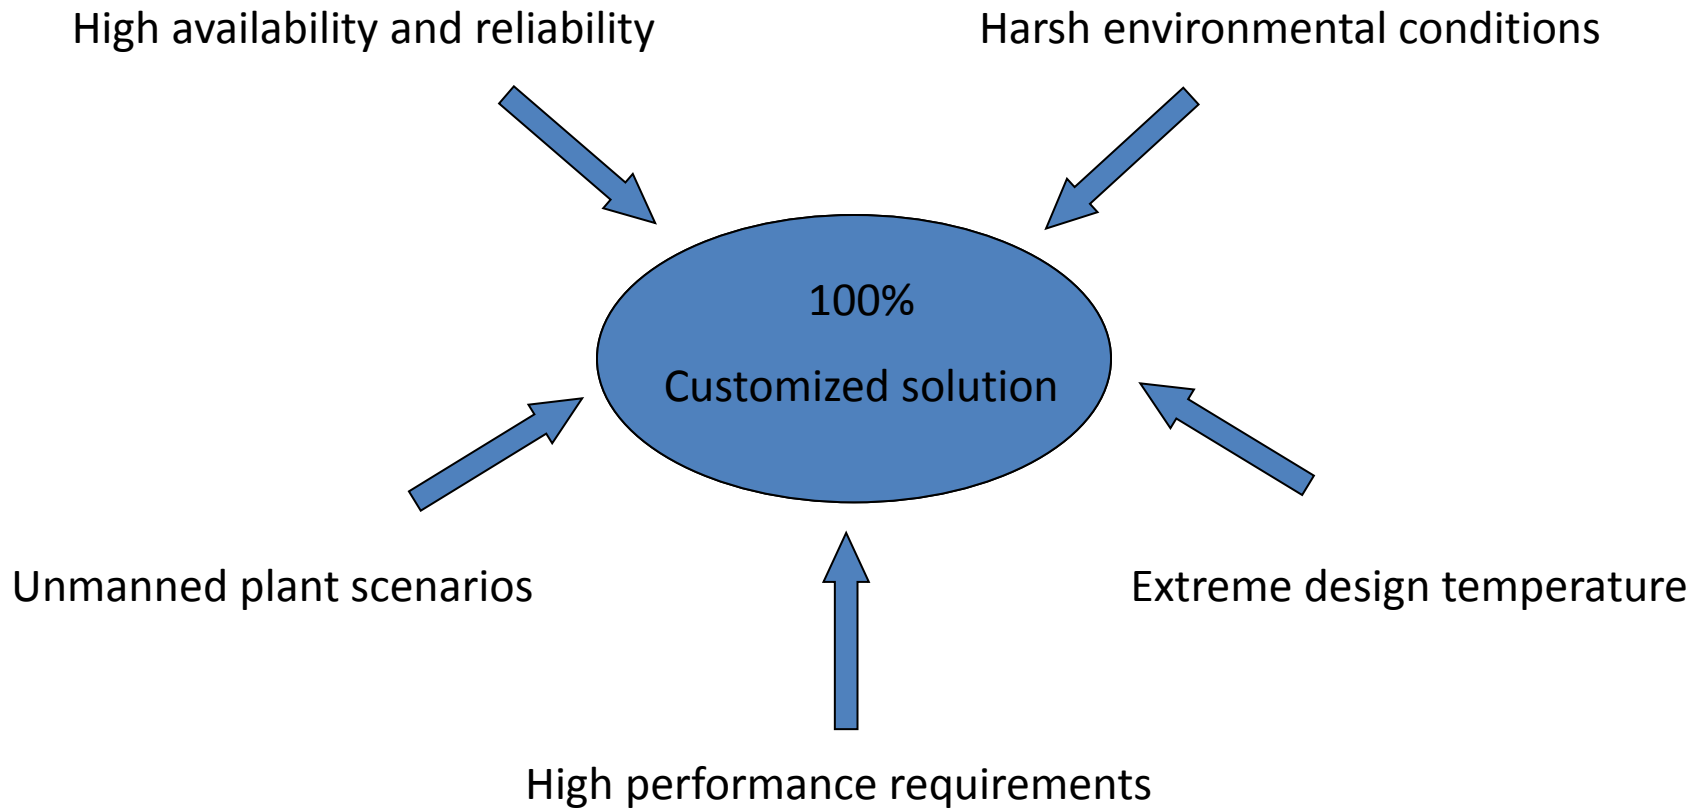 High availability and reliability
Harsh environmental conditions
100%
Customized solution
Unmanned plant scenarios
Extreme design temperature
High performance requirements